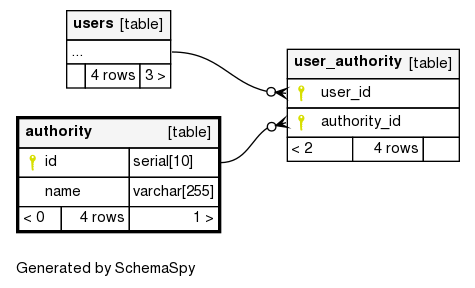 users [table]
...
4 rows 3 >
user_authority [table]
user_id
authority_id
< 2 4 rows
authority [table]
id serial[10]
name varchar[255]
< 0 4 rows 1 >
Generated by SchemaSpy